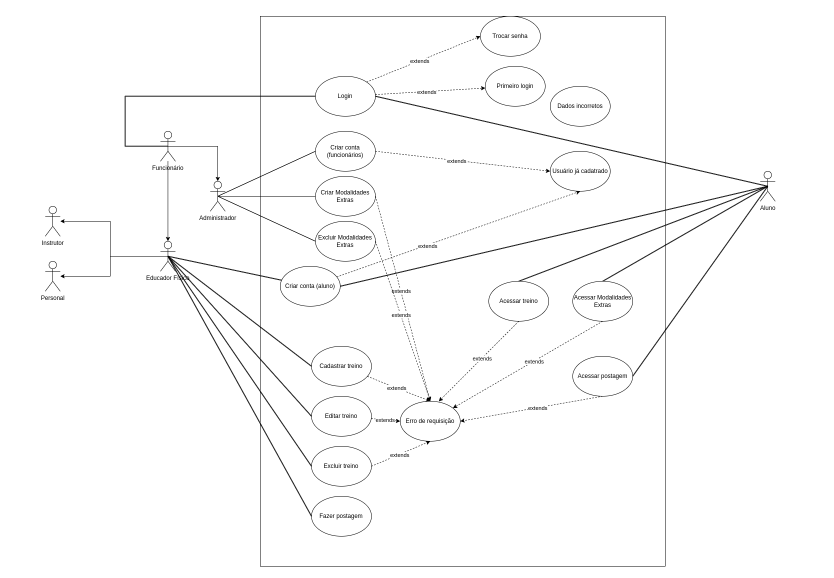 Trocar senha
extends
Primeiro login
extends
Login
Dados incorretos
Criar conta
(funcionários)
extends
Funcionário
Usuário já cadatrado
Criar Modalidades
Extras
Administrador
Aluno
Instrutor
Excluir Modalidades
Extras
extends
Educador Físico
Criar conta (aluno)
Personal
extends
Acessar treino
Acessar Modalidades
Extras
extends
extends
extends
Cadastrar treino
Acessar postagem
extends
extends
Editar treino
extends
Erro de requisição
extends
Excluir treino
Fazer postagem